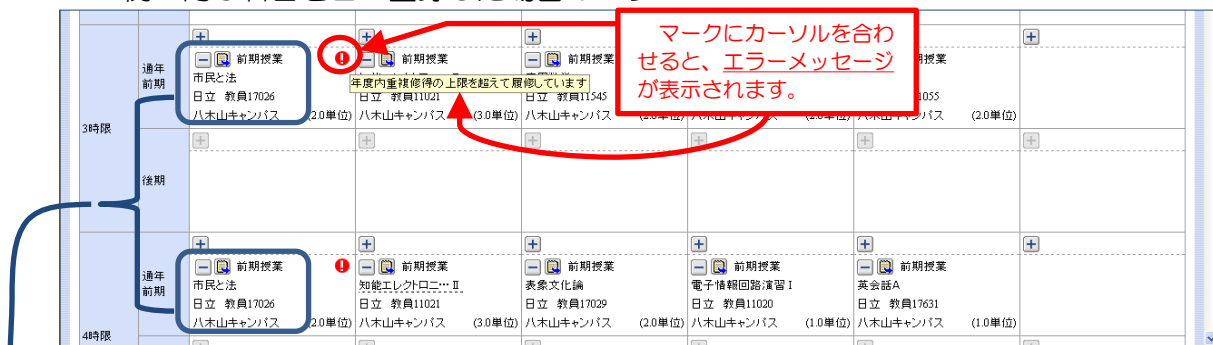 マークにカーソルを合わ
せると、エラーメッセージ
が表示されます。
3時限
通年
前期
前期授業
市民と法
日立 教員17026
八木山キャンパス (2.0単位)
前期授業
年度内重複修得の上限を超えて履修しています
日立 教員11021
八木山キャンパス (3.0単位)
前期授業
日立 教員11545
八木山キャンパス
八木山キャンパス
授業
1055
八木山キャンパス (2.0単位)
後期
4時限
通年
前期
前期授業
市民と法
日立 教員17026
八木山キャンパス (2.0単位)
前期授業
知能エレクトロニ… II
日立 教員11021
八木山キャンパス (3.0単位)
前期授業
表象文化論
日立 教員17029
八木山キャンパス (2.0単位)
前期授業
電子情報回路演習 I
日立 教員11020
八木山キャンパス (1.0単位)
前期授業
英会話A
日立 教員17631
八木山キャンパス (1.0単位)